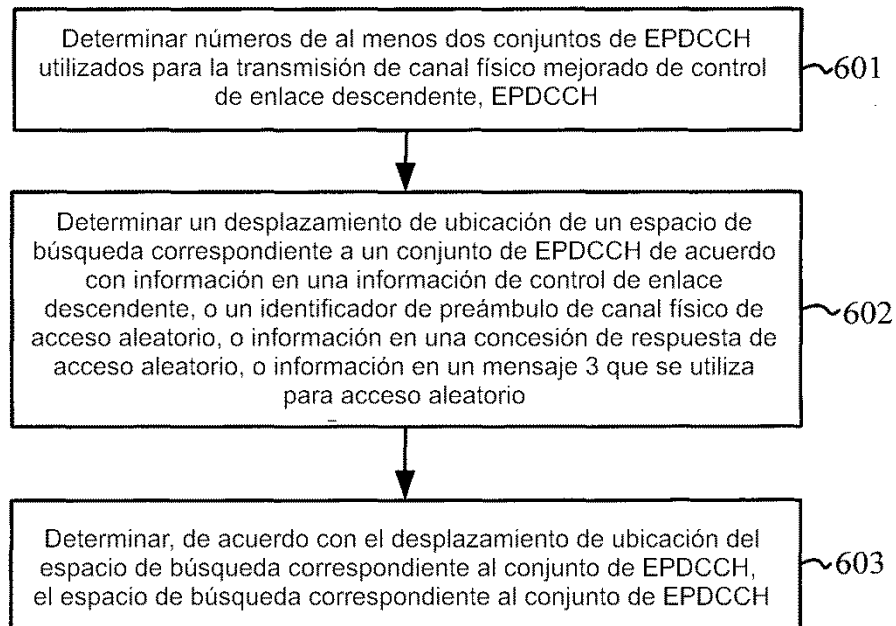 Determinar números de al menos dos conjuntos de EPDCCH
utilizados para la transmisión de canal físico mejorado de control
de enlace descendente, EPDCCH
601
Determinar un desplazamiento de ubicación de un espacio de
búsqueda correspondiente a un conjunto de EPDCCH de acuerdo
con información en una información de control de enlace
descendente, o un identificador de preámbulo de canal físico de
acceso aleatorio, o información en una concesión de respuesta de
acceso aleatorio, o información en un mensaje 3 que se utiliza
para acceso aleatorio
602
Determinar, de acuerdo con el desplazamiento de ubicación del
espacio de búsqueda correspondiente al conjunto de EPDCCH,
el espacio de búsqueda correspondiente al conjunto de EPDCCH
603